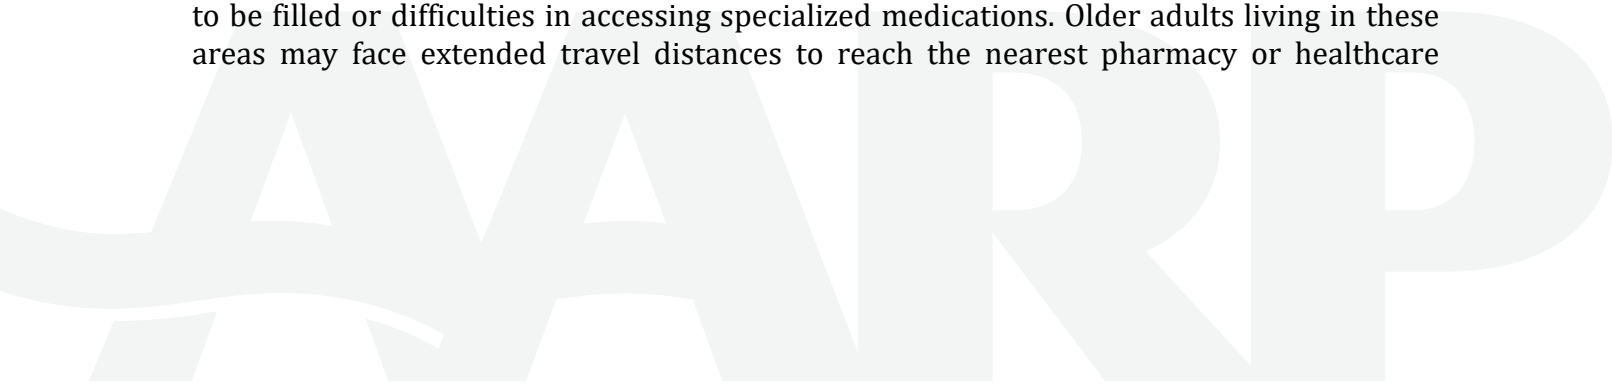 to be filled or difficulties in accessing specialized medications. Older adults living in these
areas may face extended travel distances to reach the nearest pharmacy or healthcare
AARP